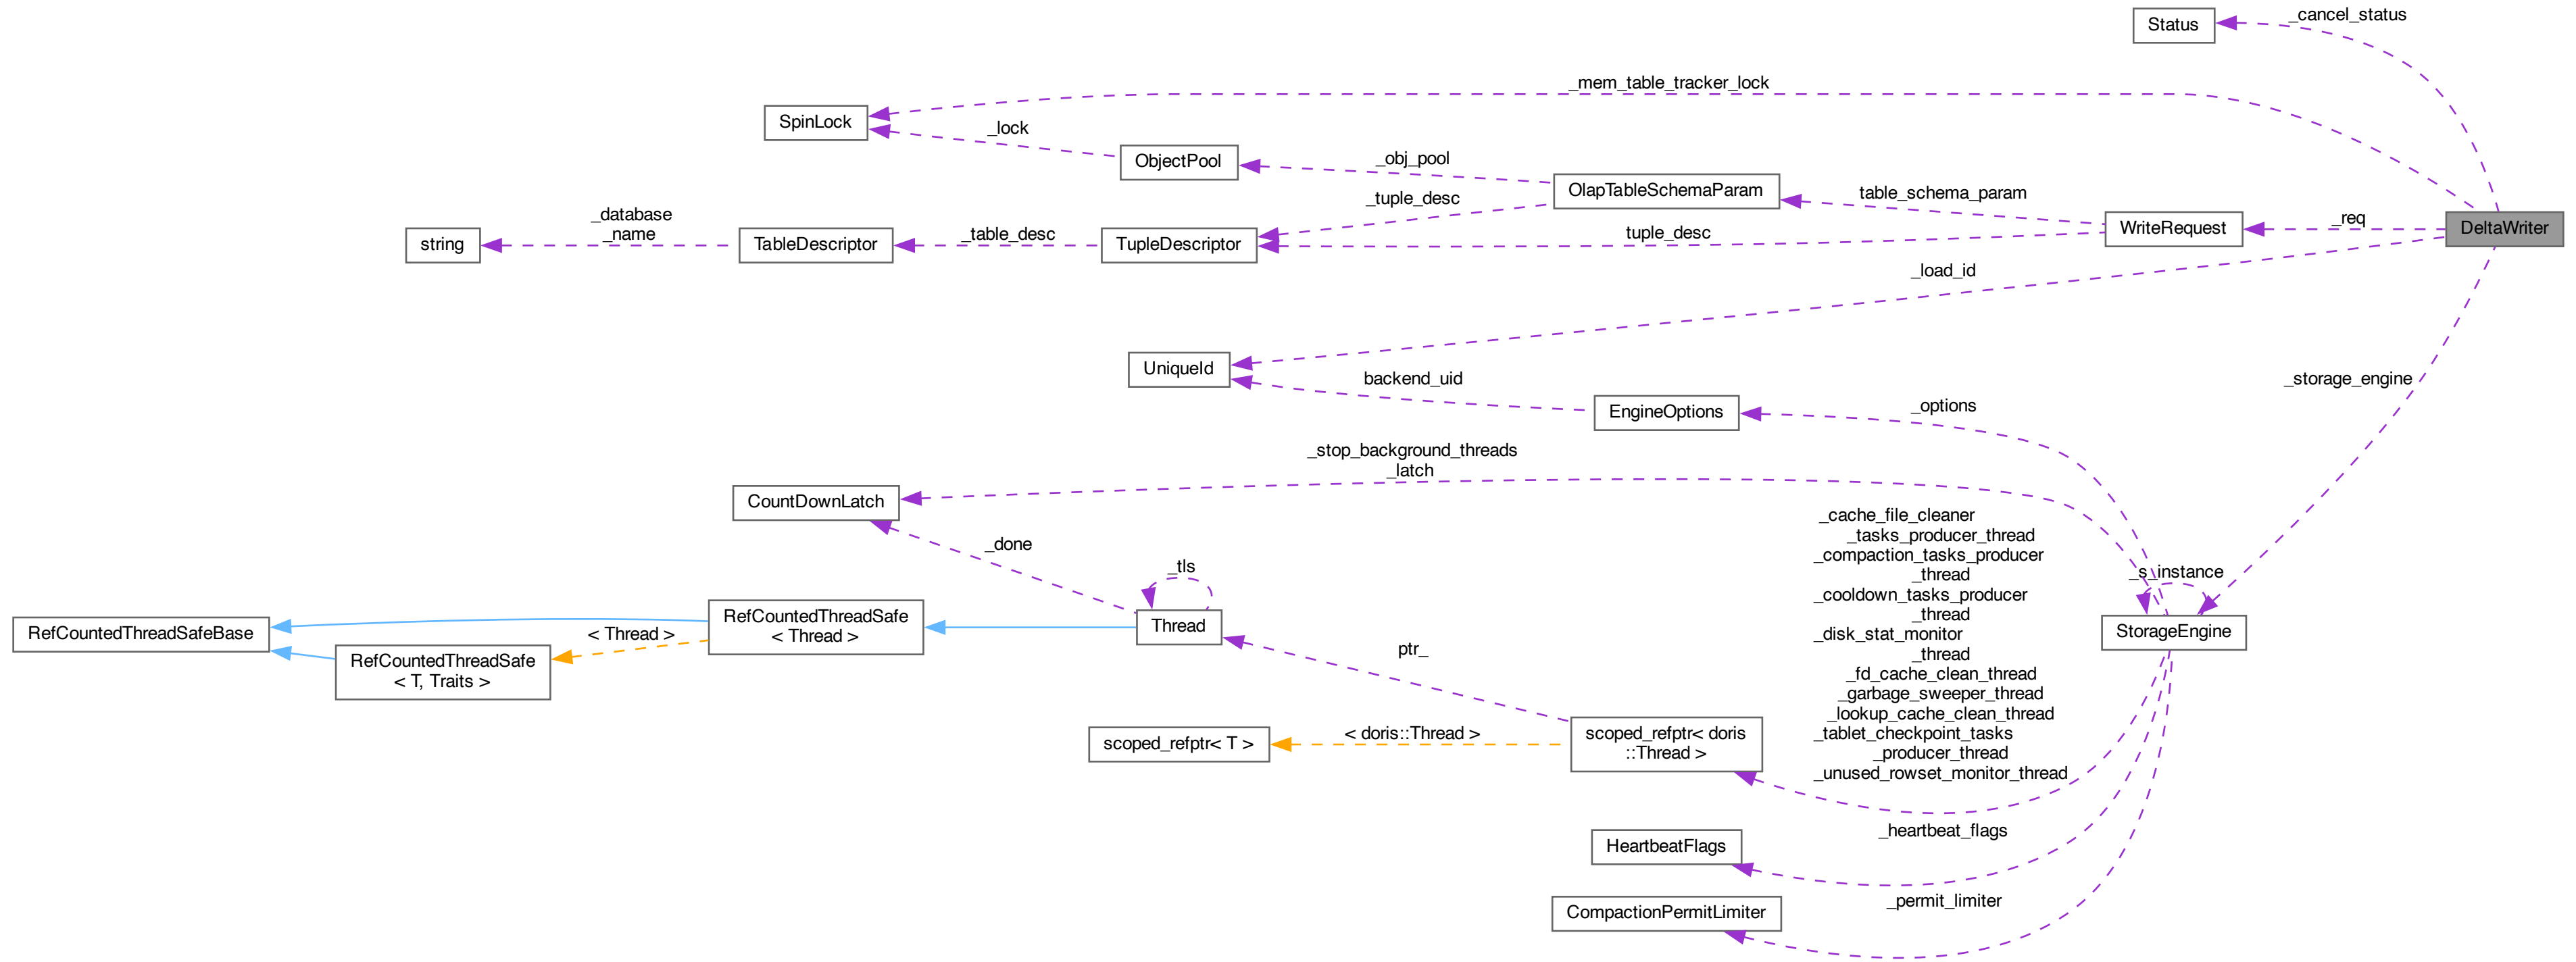 _cancel_status
Status
_mem_table_tracker_lock
SpinLock
_lock
ObjectPool
_obj_pool
OlapTableSchemaParam
table_schema_param
_tuple_desc
_database
_name
string
TableDescriptor
_table_desc
TupleDescriptor
tuple_desc
WriteRequest
_req
DeltaWriter
_load_id
UniqueId
backend_uid
EngineOptions
_options
_storage_engine
_stop_background_threads
_latch
CountDownLatch
_done
_tls
_cache_file_cleaner
_tasks_producer_thread
_compaction_tasks_producer
_thread
_cooldown_tasks_producer
_thread
_disk_stat_monitor
_thread
_fd_cache_clean_thread
_garbage_sweeper_thread
_lookup_cache_clean_thread
_tablet_checkpoint_tasks
_producer_thread
_unused_rowset_monitor_thread
_s_instance
StorageEngine
RefCountedThreadSafeBase
RefCountedThreadSafe
< Thread >
< Thread >
RefCountedThreadSafe
< T, Traits >
Thread
ptr_
scoped_refptr< T >
< doris::Thread >
scoped_refptr< doris
::Thread >
_heartbeat_flags
HeartbeatFlags
_permit_limiter
CompactionPermitLimiter